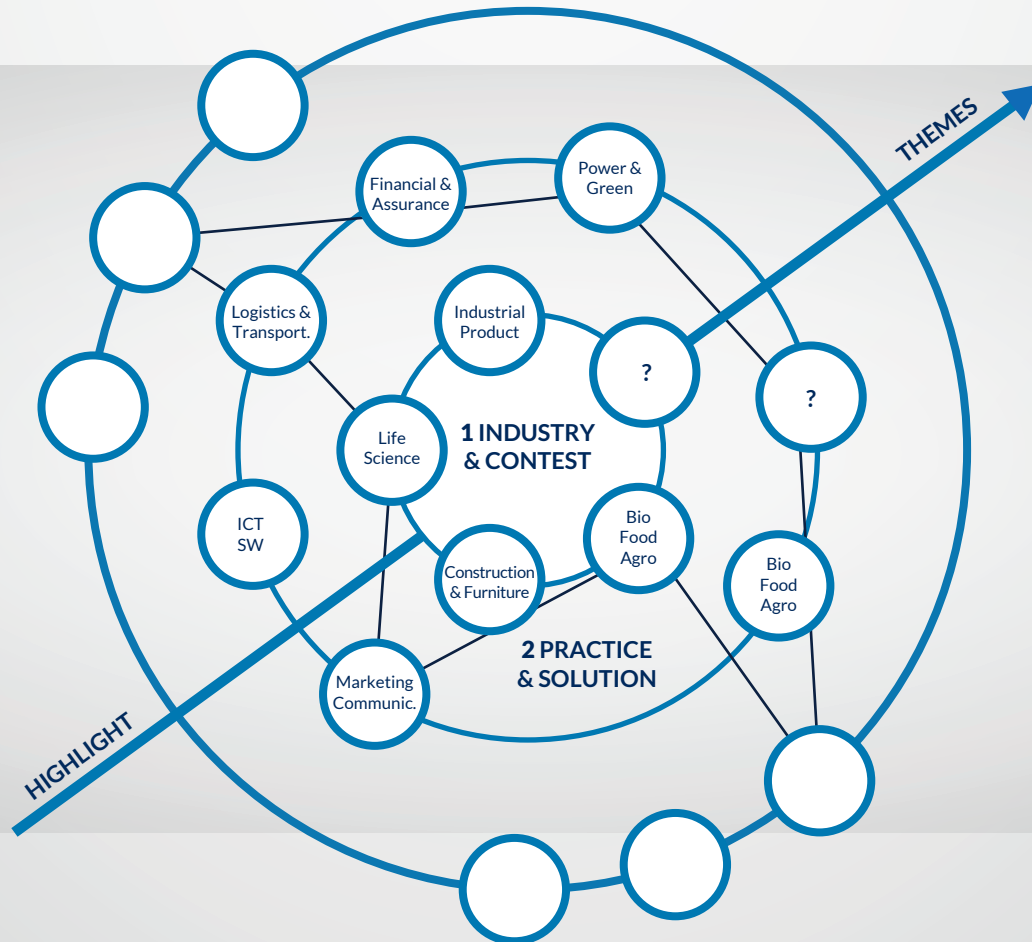 THEMES
Financial &
Assurance
Power &
Green
Logistics &
Transport.
Industrial
Product
?
?
Life
Science
1 INDUSTRY
& CONTEST
ICT
SW
Bio
Food
Agro
Construction
& Furniture
Bio
Food
Agro
2 PRACTICE
& SOLUTION
Marketing
Communic.
HIGHLIGHT